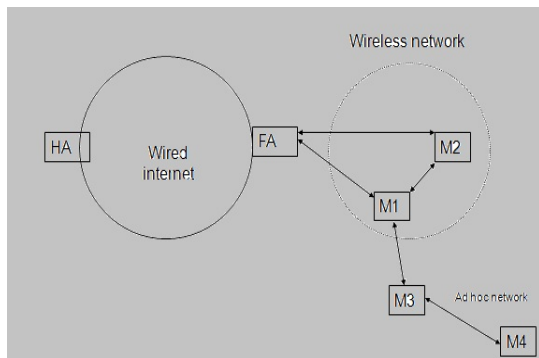 Wireless network
HA
Wired
internet
FA
M2
M1
M3
Ad hoc network
M4